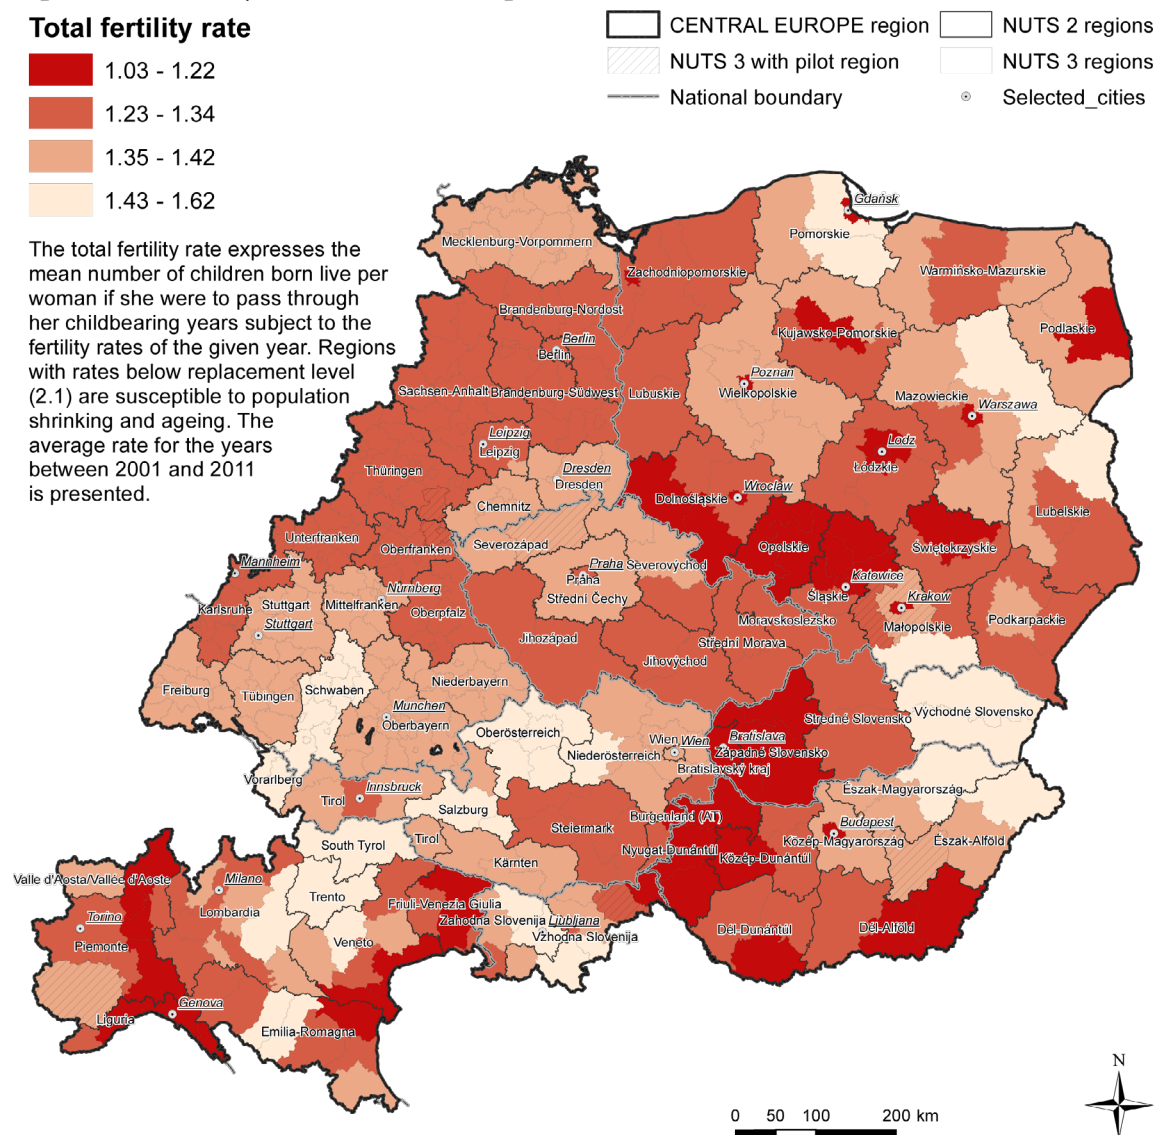 Total fertility rate
1.03 - 1.22
1.23 - 1.34
1.35 - 1.42
1.43 - 1.62
CENTRAL EUROPE region
NUTS 2 regions
NUTS 3 with pilot region
NUTS 3 regions
National boundary
Selected_cities
The total fertility rate expresses the
mean number of children born live per
woman if she were to pass through
her childbearing years subject to the
fertility rates of the given year. Regions
with rates below replacement level
(2.1) are susceptible to population
shrinking and ageing. The
average rate for the years
between 2001 and 2011
is presented.
Gdańsk
Pomorskie
Mecklenburg-Vorpommern
Zachodniopomorskie
Warmińsko-Mazurskie
Brandenburg-Nordost
Kujawsko-Pomorskie
Podlaskie
Berlin
Berlin
Poznań
Sachsen-Anhalt
Brandenburg-Südwest
Lubuskie
Wielkopolskie
Mazowieckie
Warszawa
Leipzig
Leipzig
Lodz
Łódzkie
Thüringen
Dresden
Dresden
Wroclaw
Dolnośląskie
Chemnitz
Lubelskie
Unterfranken
Oberfranken
Severozápad
Opolskie
Świętokrzyskie
Mannheim
Praha
Praha
Severovýchod
Katowice
Śląskie
Nürnberg
Krakow
Karlsruhe
Stuttgart
Stuttgart
Mittelfranken
Oberpfalz
Střední Čechy
Moravskoslezsko
Małopolskie
Podkarpackie
Jihozápad
Střední Morava
Jihovýchod
Freiburg
Tübingen
Schwaben
Niederbayern
Munchen
Oberbayern
Oberösterreich
Stredné Slovensko
Východné Slovensko
Wien
Wien
Bratislava
Niederösterreich
Západné Slovensko
Bratislavský kraj
Vorarlberg
Tirol
Innsbruck
Salzburg
Észak-Magyarország
Burgenland (AT)
Budapest
Steiermark
South Tyrol
Tirol
Nyugat-Dunántúl
Közép-Dunántúl
Közép-Magyarország
Észak-Alföld
Kärnten
Valle d'Aosta/Vallée d'Aoste
Milano
Trento
Lombardia
Friuli-Venezia Giulia
Torino
Zahodna Slovenija
Ljubljana
Piemonte
Veneto
Vzhodna Slovenija
Dél-Dunántúl
Dél-Alföld
Genova
Liguria
Emilia-Romagna
N
0 50 100 200 km